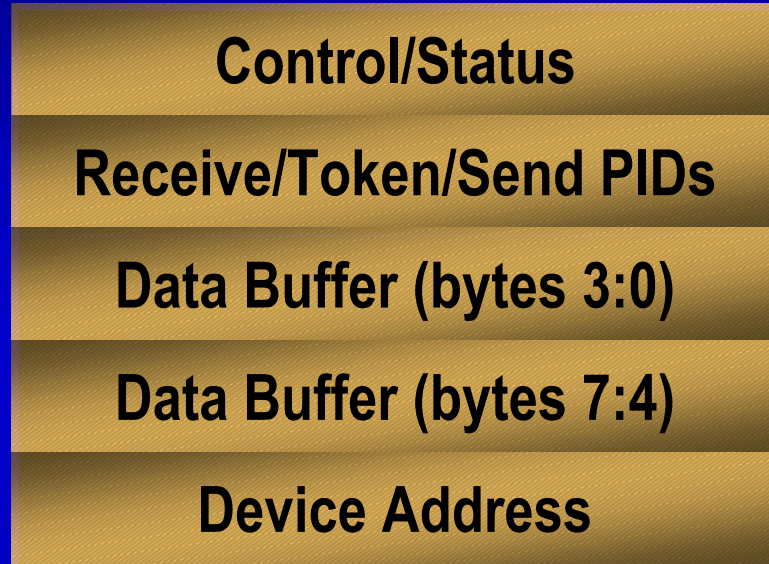 Control/Status
Receive/Token/Send PIDs
Data Buffer (bytes 3:0)
Data Buffer (bytes 7:4)
Device Address